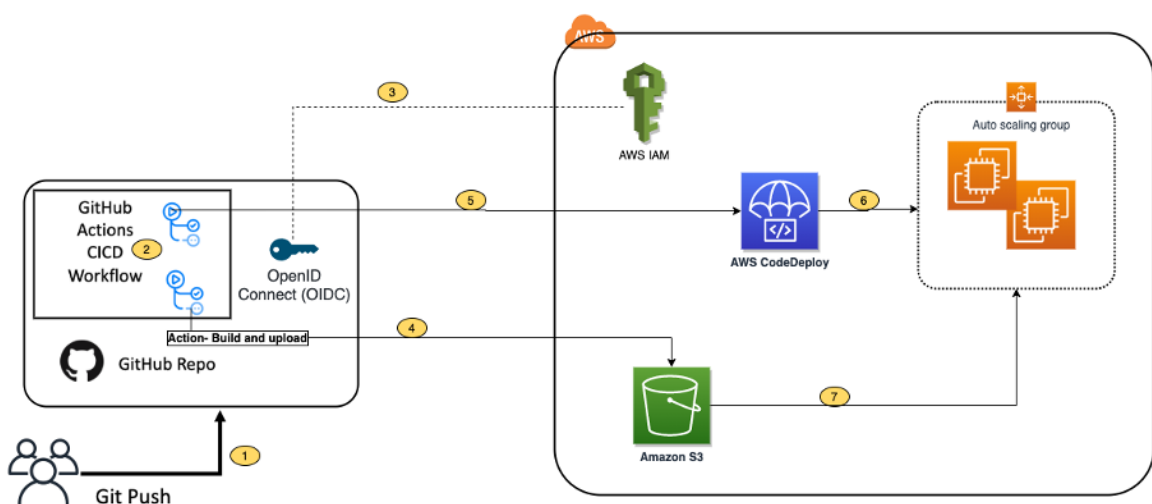 AWS
3
AWS IAM
Auto scaling group
GitHub
Actions
CICD
Workflow
2
5
6
</>
AWS CodeDeploy
OpenID
Connect (OIDC)
Action- Build and upload
4
GitHub Repo
7
Amazon S3
1
Git Push